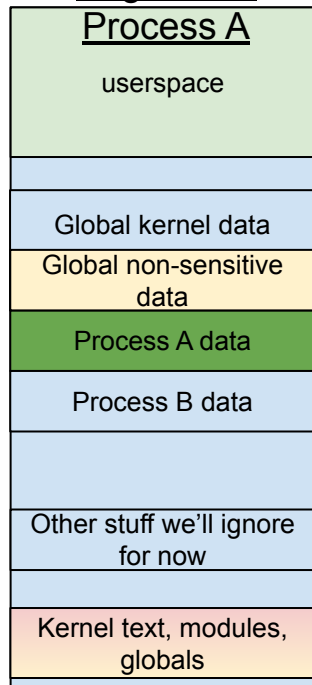 Process A
userspace
Global kernel data
Global non-sensitive
data
Process A data
Process B data
Other stuff we'll ignore
for now
Kernel text, modules,
globals